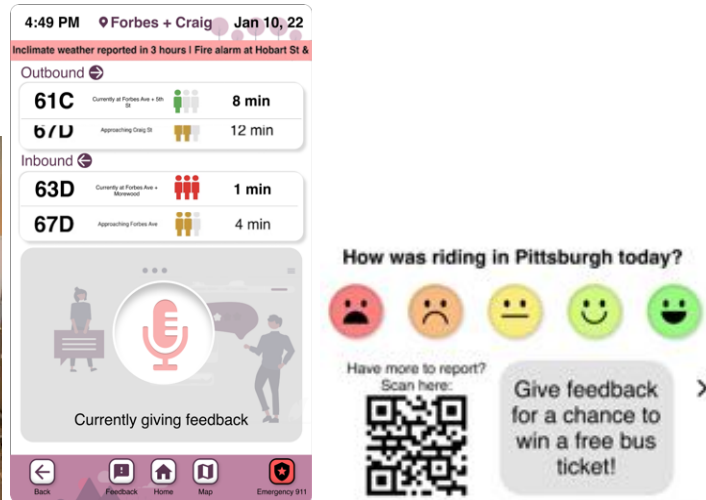 4:49 PM
Forbes + Craig
Jan 10, 22
Inclimate weather reported in 3 hours | Fire alarm at Hobart St &
Outbound
61C
Currently at Forbes Ave + 5th
St
8 min
67D
Approaching Craig St
12 min
Inbound
63D
Currently at Forbes Ave +
Morewood
1 min
67D
Approaching Forbes Ave
4 min
Currently giving feedback
Back
Feedback
Home
Map
Emergency 911
How was riding in Pittsburgh today?
Have more to report?
Scan here:
Give feedback
for a chance to
win a free bus
ticket!